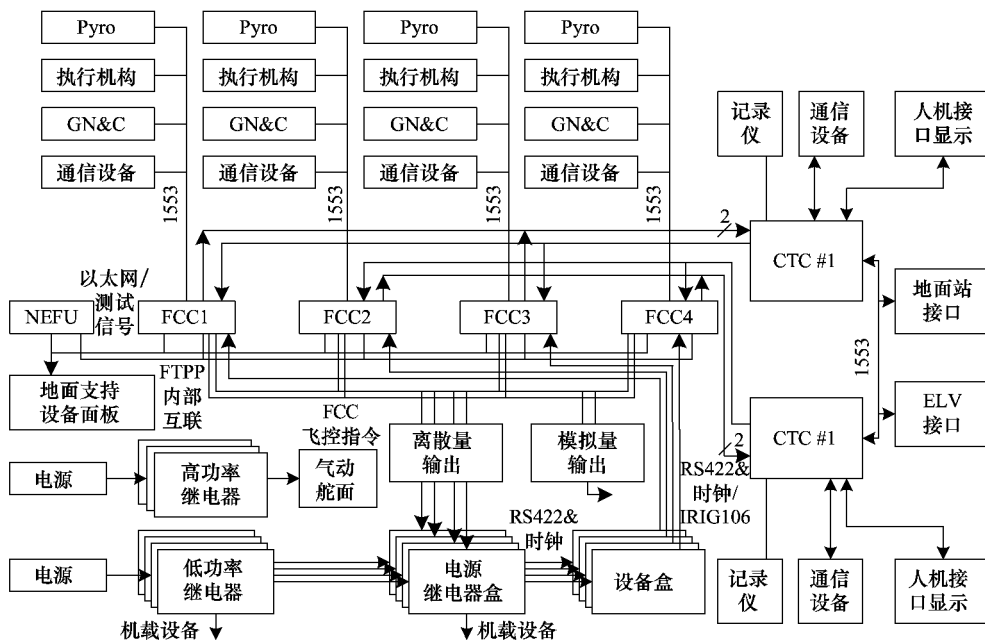 Pyro
Pyro
Pyro
Pyro
执行机构
执行机构
执行机构
执行机构
GN&C
GN&C
GN&C
GN&C
通信设备
通信设备
通信设备
通信设备
1553
1553
1553
1553
记录
仪
通信
设备
人机接
口显示
2
CTC #1
以太网/
测试
信号
NEFU
FCC1
FCC2
FCC3
FCC4
地面站
接口
1553
地面支持
设备面板
FTPP
内部
互联
FCC
飞控指令
离散量
输出
模拟量
输出
2
CTC #1
ELV
接口
RS422&
时钟/
IRIG106
电源
高功率
继电器
气动
舵面
RS422&
时钟
电源
低功率
继电器
电源
继电器盒
设备盒
记录
仪
通信
设备
人机接
口显示
机载设备
机载设备